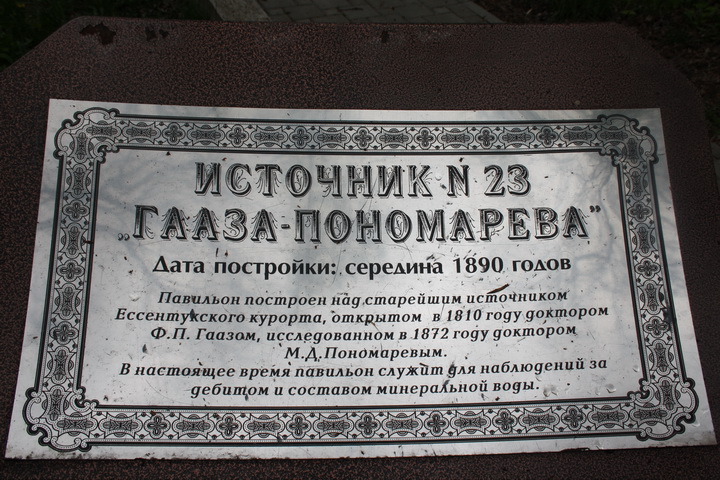 ИСТОЧНИК N 23
„ГААЗА-ПОНОМАРЕВА”
Дата постройки: середина 1890 годов
Павильон построен над старейшим источником
Ессентукского курорта, открытом в 1810 году доктором
Ф.П. Гаазом, исследованном в 1872 году доктором
М.Д.Пономаревым.
В настоящее время павильон служит для наблюдений за
дебитом и составом минеральной воды.